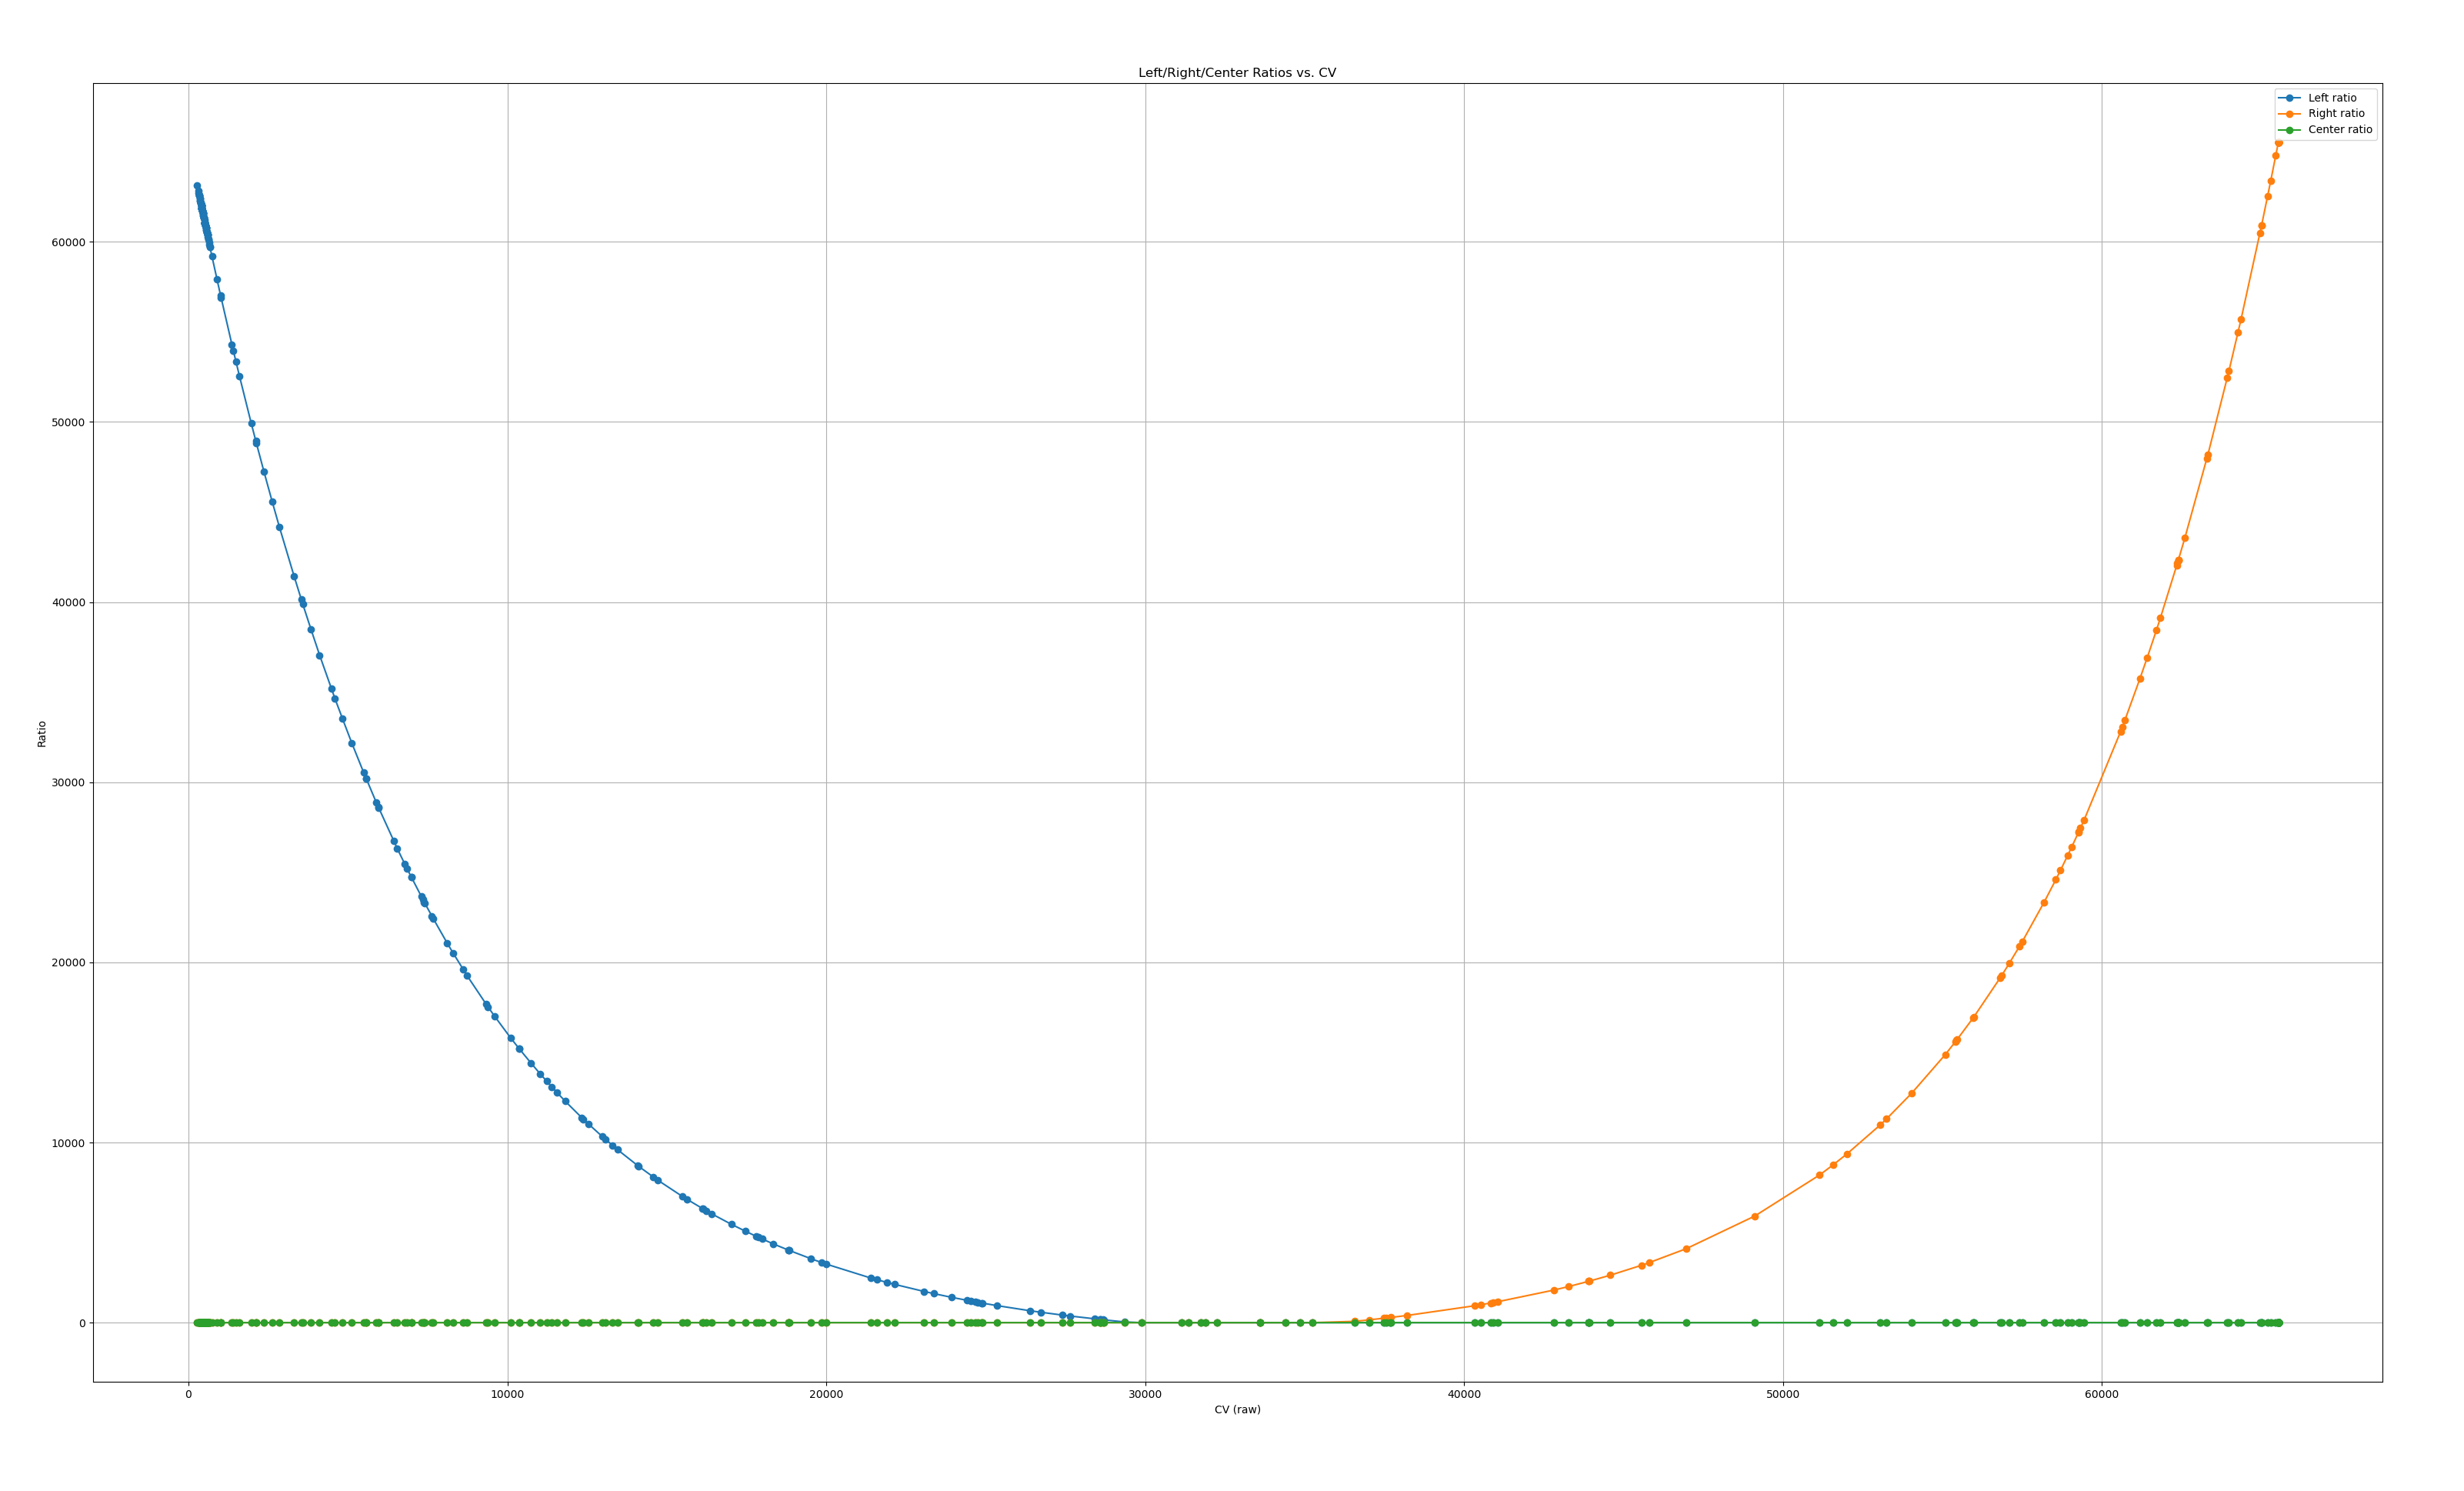 Left/Right/Center Ratios vs. CV
Left ratio
Right ratio
Center ratio
60000
50000
40000
30000
20000
10000
0
Ratio
0 10000 20000 30000 40000 50000 60000
CV (raw)